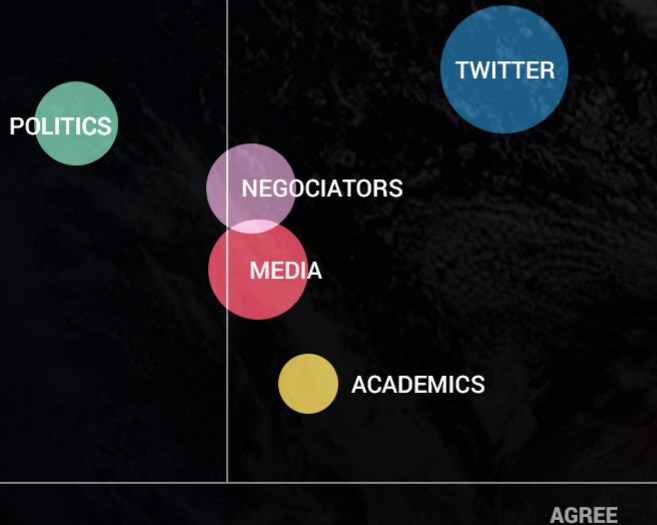 TWITTER
POLITICS
NEGOCIATORS
MEDIA
ACADEMICS
AGREE